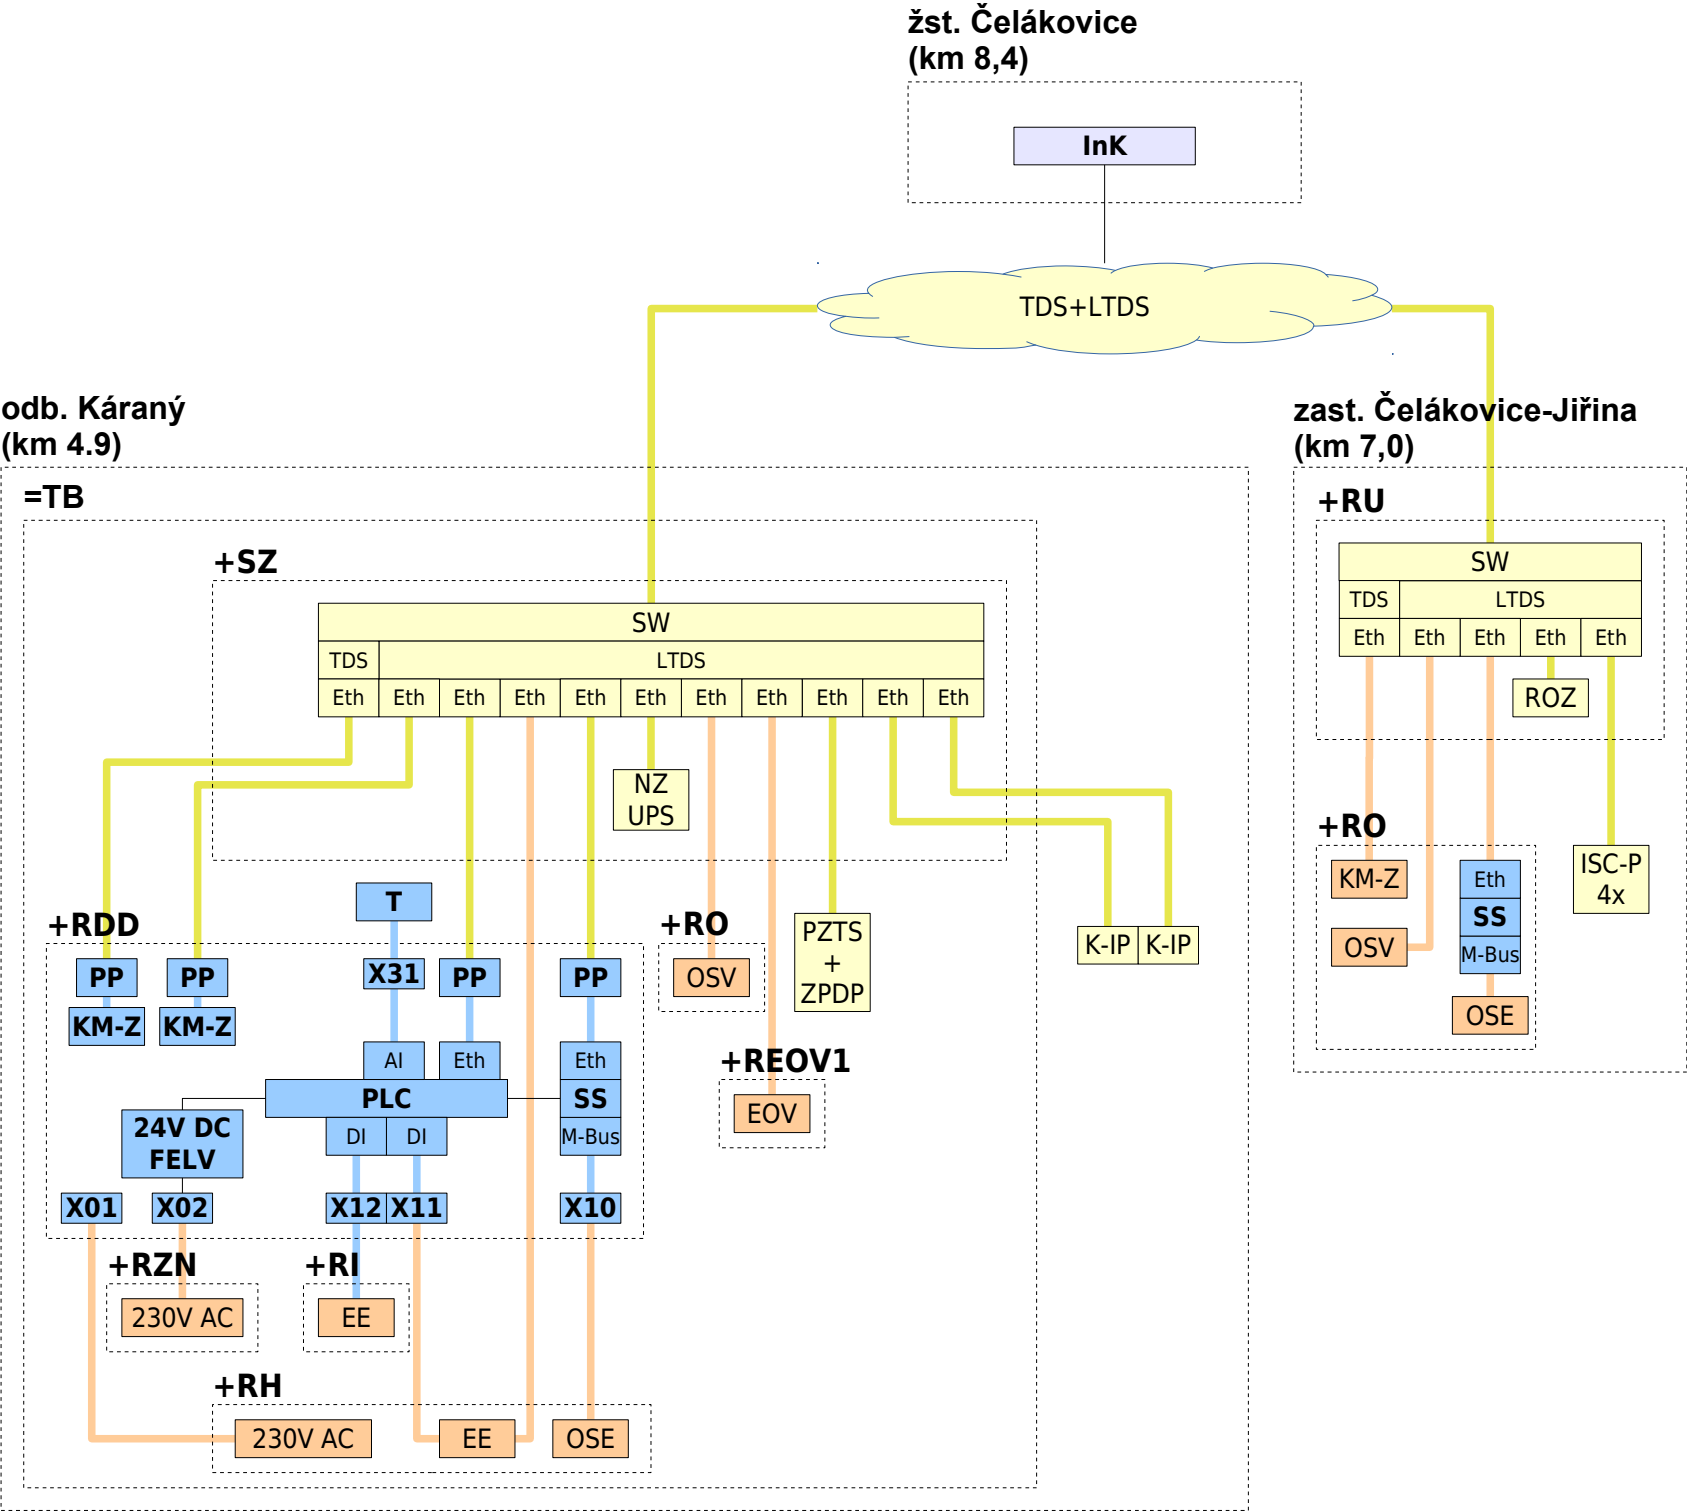 žst. Čelákovice
(km 8,4)
InK
TDS+LTDS
odb. Káraný
(km 4.9)
=TB
+SZ
SW
TDS LTDS
Eth Eth Eth Eth Eth Eth Eth Eth Eth Eth Eth
NZ
UPS
+RDD
T
X31
PP PP PP PP
KM-Z KM-Z
AI Eth Eth
PLC SS
DI DI M-Bus
24V DC
FELV
X01 X02 X12 X11 X10
+RO
OSV
PZTS
+
ZPDP
K-IP K-IP
+REOV1
EOV
+RZN
230V AC
+RI
EE
+RH
230V AC EE OSE
zast. Čelákovice-Jiřina
(km 7,0)
+RU
SW
TDS LTDS
Eth Eth Eth Eth Eth
ROZ
+RO
KM-Z
OSV
Eth
SS
M-Bus
OSE
ISC-P
4x